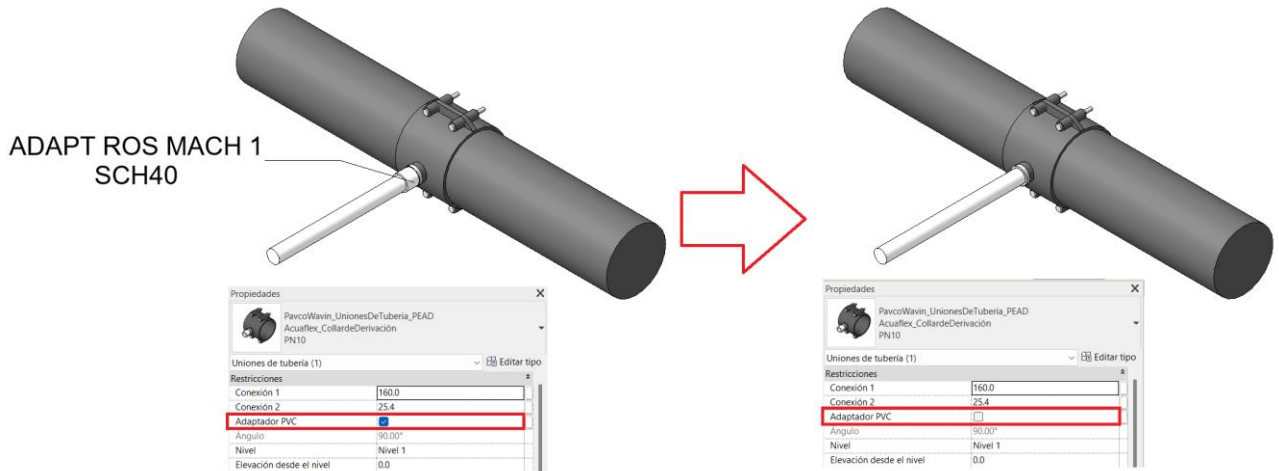 ADAPT ROS MACH 1
SCH40
Propiedades
PavcoWavin_UnionesDeTuberia_PEAD
Acuaflex_CollardeDerivación
PN10
Uniones de tubería (1)
Editar tipo
Restricciones
Conexión 1 160.0
Conexión 2 25.4
Adaptador PVC
Ángulo 90.00°
Nivel Nivel 1
Elevación desde el nivel 0.0
Propiedades
PavcoWavin_UnionesDeTuberia_PEAD
Acuaflex_CollardeDerivación
PN10
Uniones de tubería (1)
Editar tipo
Restricciones
Conexión 1 160.0
Conexión 2 25.4
Adaptador PVC
Ángulo 90.00°
Nivel Nivel 1
Elevación desde el nivel 0.0